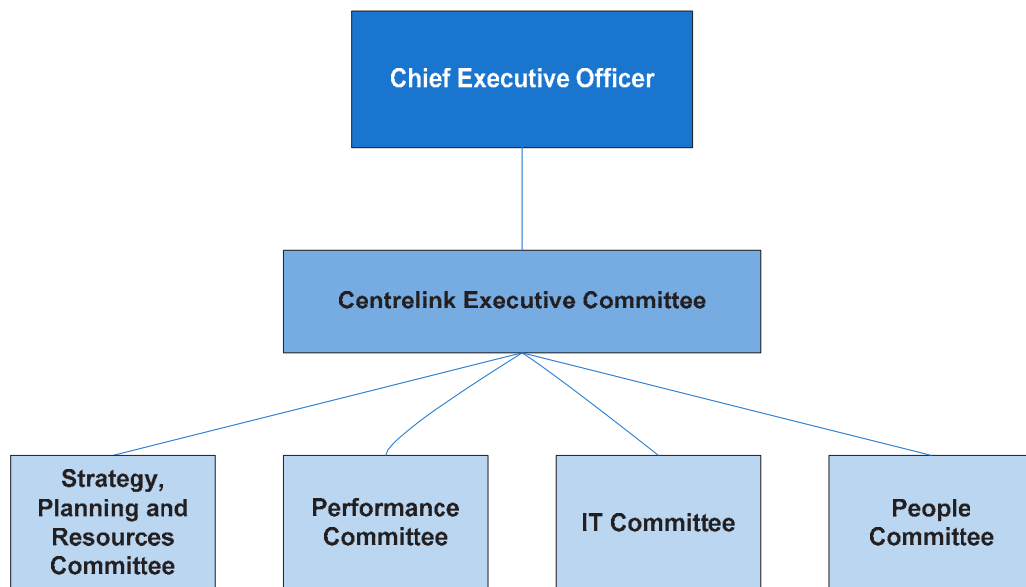 Chief Executive Officer
Centrelink Executive Committee
Strategy,
Planning and
Resources
Committee
Performance
Committee
IT Committee
People
Committee